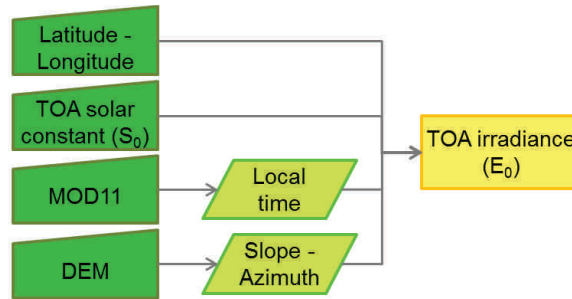 Latitude -
Longitude
TOA solar
constant (S₀)
MOD11
Local
time
DEM
Slope -
Azimuth
TOA irradiance
(E₀)